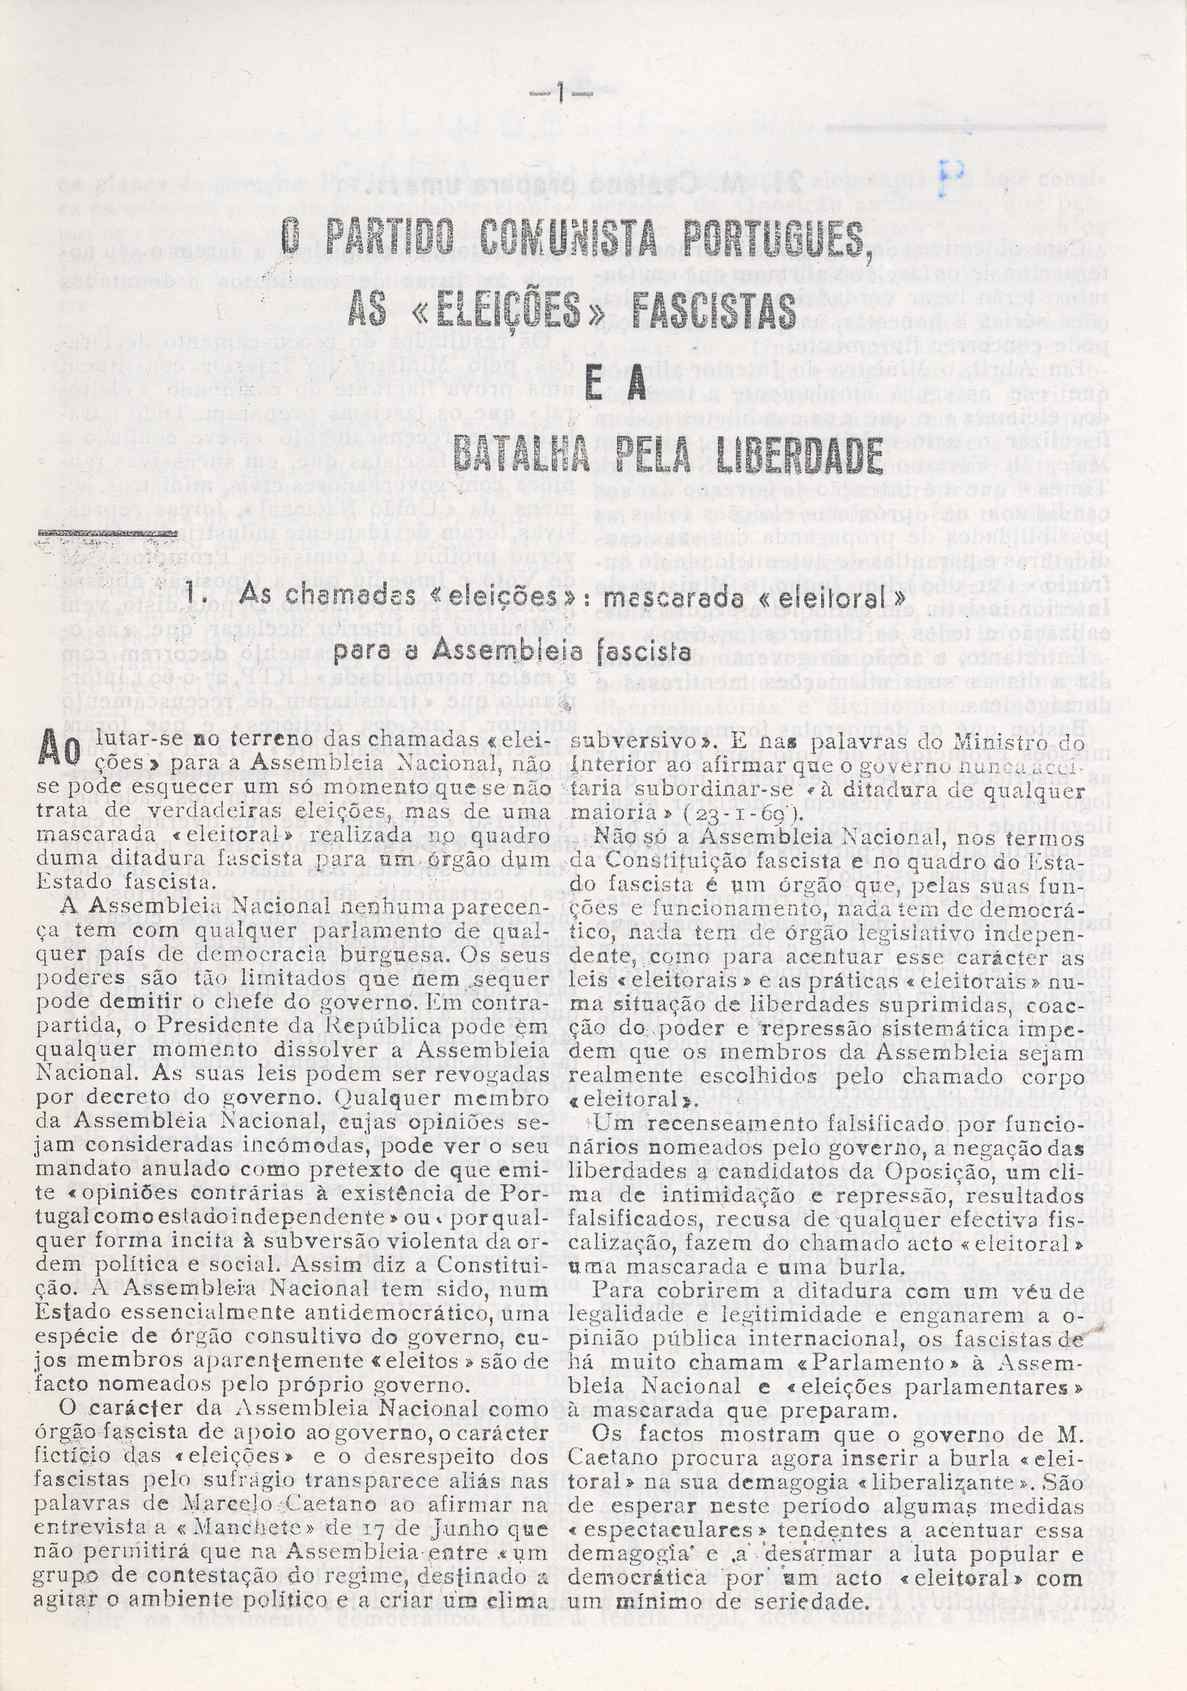 —1—
O PARTIDO COMUNISTA PORTUGUES,
AS «ELEIÇÕES» FASCISTAS
E A
BATALHA PELA LIBERDADE
1. As chamadas «eleições»: mascarada «eleitoral»
para a Assembleia fascista
AO lutar-se no terreno das chamadas «elei-
ções» para a Assembleia Nacional, não
se pode esquecer um só momento que se não
trata de verdadeiras eleições, mas de uma
mascarada «eleitoral» realizada no quadro
duma ditadura fascista para um órgão dum
Estado fascista.
A Assembleia Nacional nenhuma parecen-
ça tem com qualquer parlamento de qual-
quer país de democracia burguesa. Os seus
poderes são tão limitados que nem sequer
pode demitir o chefe do governo. Em contra-
partida, o Presidente da República pode em
qualquer momento dissolver a Assembleia
Nacional. As suas leis podem ser revogadas
por decreto do governo. Qualquer membro
da Assembleia Nacional, cujas opiniões se-
jam consideradas incómodas, pode ver o seu
mandato anulado como pretexto de que emi-
te «opiniões contrárias à existência de Por-
tugal como estado independente» ou «por qual-
quer forma incita à subversão violenta da or-
dem política e social. Assim diz a Constitui-
ção. A Assembleia Nacional tem sido, num
Estado essencialmente antidemocrático, uma
espécie de órgão consultivo do governo, cu-
jos membros aparentemente «eleitos» são de
facto nomeados pelo próprio governo.
O carácter da Assembleia Nacional como
órgão fascista de apoio ao governo, o carácter
fictício das «eleições» e o desrespeito dos
fascistas pelo sufrágio transparece aliás nas
palavras de Marcelo Caetano ao afirmar na
entrevista a «Manchete» de 17 de Junho que
não permitirá que na Assembleia entre «um
grupo de contestação do regime, destinado a
agitar o ambiente político e a criar um clima
subversivo». E nas palavras do Ministro do
Interior ao afirmar que o governo nunca acei-
taria subordinar-se «à ditadura de qualquer
maioria» (23-1-69).
Não só a Assembleia Nacional, nos termos
da Constituição fascista e no quadro do Esta-
do fascista é um órgão que, pelas suas fun-
ções e funcionamento, nada tem de democrá-
tico, nada tem de órgão legislativo indepen-
dente, como para acentuar esse carácter as
leis «eleitorais» e as práticas «eleitorais» nu-
ma situação de liberdades suprimidas, coac-
ção do poder e repressão sistemática impe-
dem que os membros da Assembleia sejam
realmente escolhidos pelo chamado corpo
«eleitoral».
Um recenseamento falsificado por funcio-
nários nomeados pelo governo, a negação das
liberdades a candidatos da Oposição, um cli-
ma de intimidação e repressão, resultados
falsificados, recusa de qualquer efectiva fis-
calização, fazem do chamado acto «eleitoral»
uma mascarada e uma burla.
Para cobrirem a ditadura com um véu de
legalidade e legitimidade e enganarem a o-
pinião pública internacional, os fascistas de
há muito chamam «Parlamento» à Assem-
bleia Nacional e «eleições parlamentares»
à mascarada que preparam.
Os factos mostram que o governo de M.
Caetano procura agora inserir a burla «elei-
toral» na sua demagogia «liberalizante». São
de esperar neste período algumas medidas
«espectaculares» tendentes a acentuar essa
demagogia e a desarmar a luta popular e
democrática por um acto «eleitoral» com
um mínimo de seriedade.